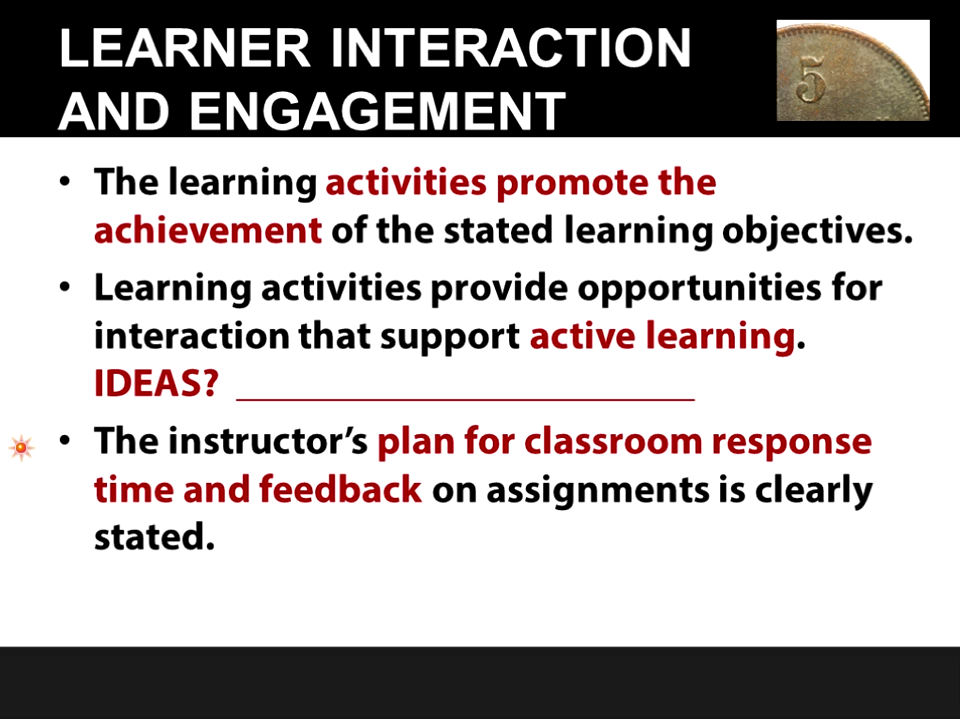 LEARNER INTERACTION
AND ENGAGEMENT
5
• The learning activities promote the
achievement of the stated learning objectives.
• Learning activities provide opportunities for
interaction that support active learning.
IDEAS? ______________________
• The instructor’s plan for classroom response
time and feedback on assignments is clearly
stated.